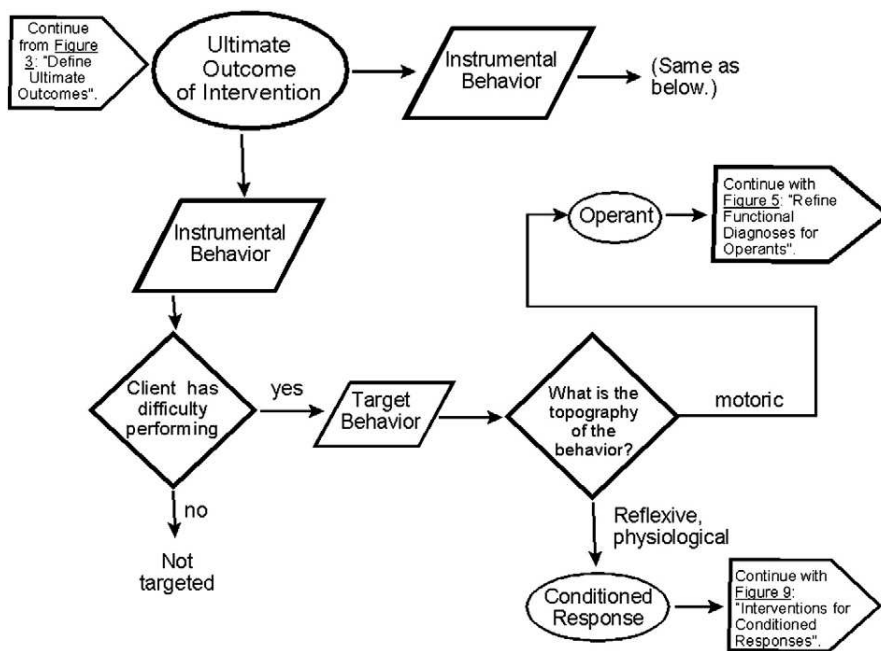 Continue
from Figure
3: "Define
Ultimate
Outcomes".
Ultimate
Outcome
of Intervention
Instrumental
Behavior
(Same as
below.)
Instrumental
Behavior
Operant
Continue with
Figure 5: "Refine
Functional
Diagnoses for
Operants".
Client has
difficulty
performing
yes
Target
Behavior
What is the
topography
of the
behavior?
motoric
no
Not
targeted
Reflexive,
physiological
Conditioned
Response
Continue with
Figure 9:
"Interventions for
Conditioned
Responses".